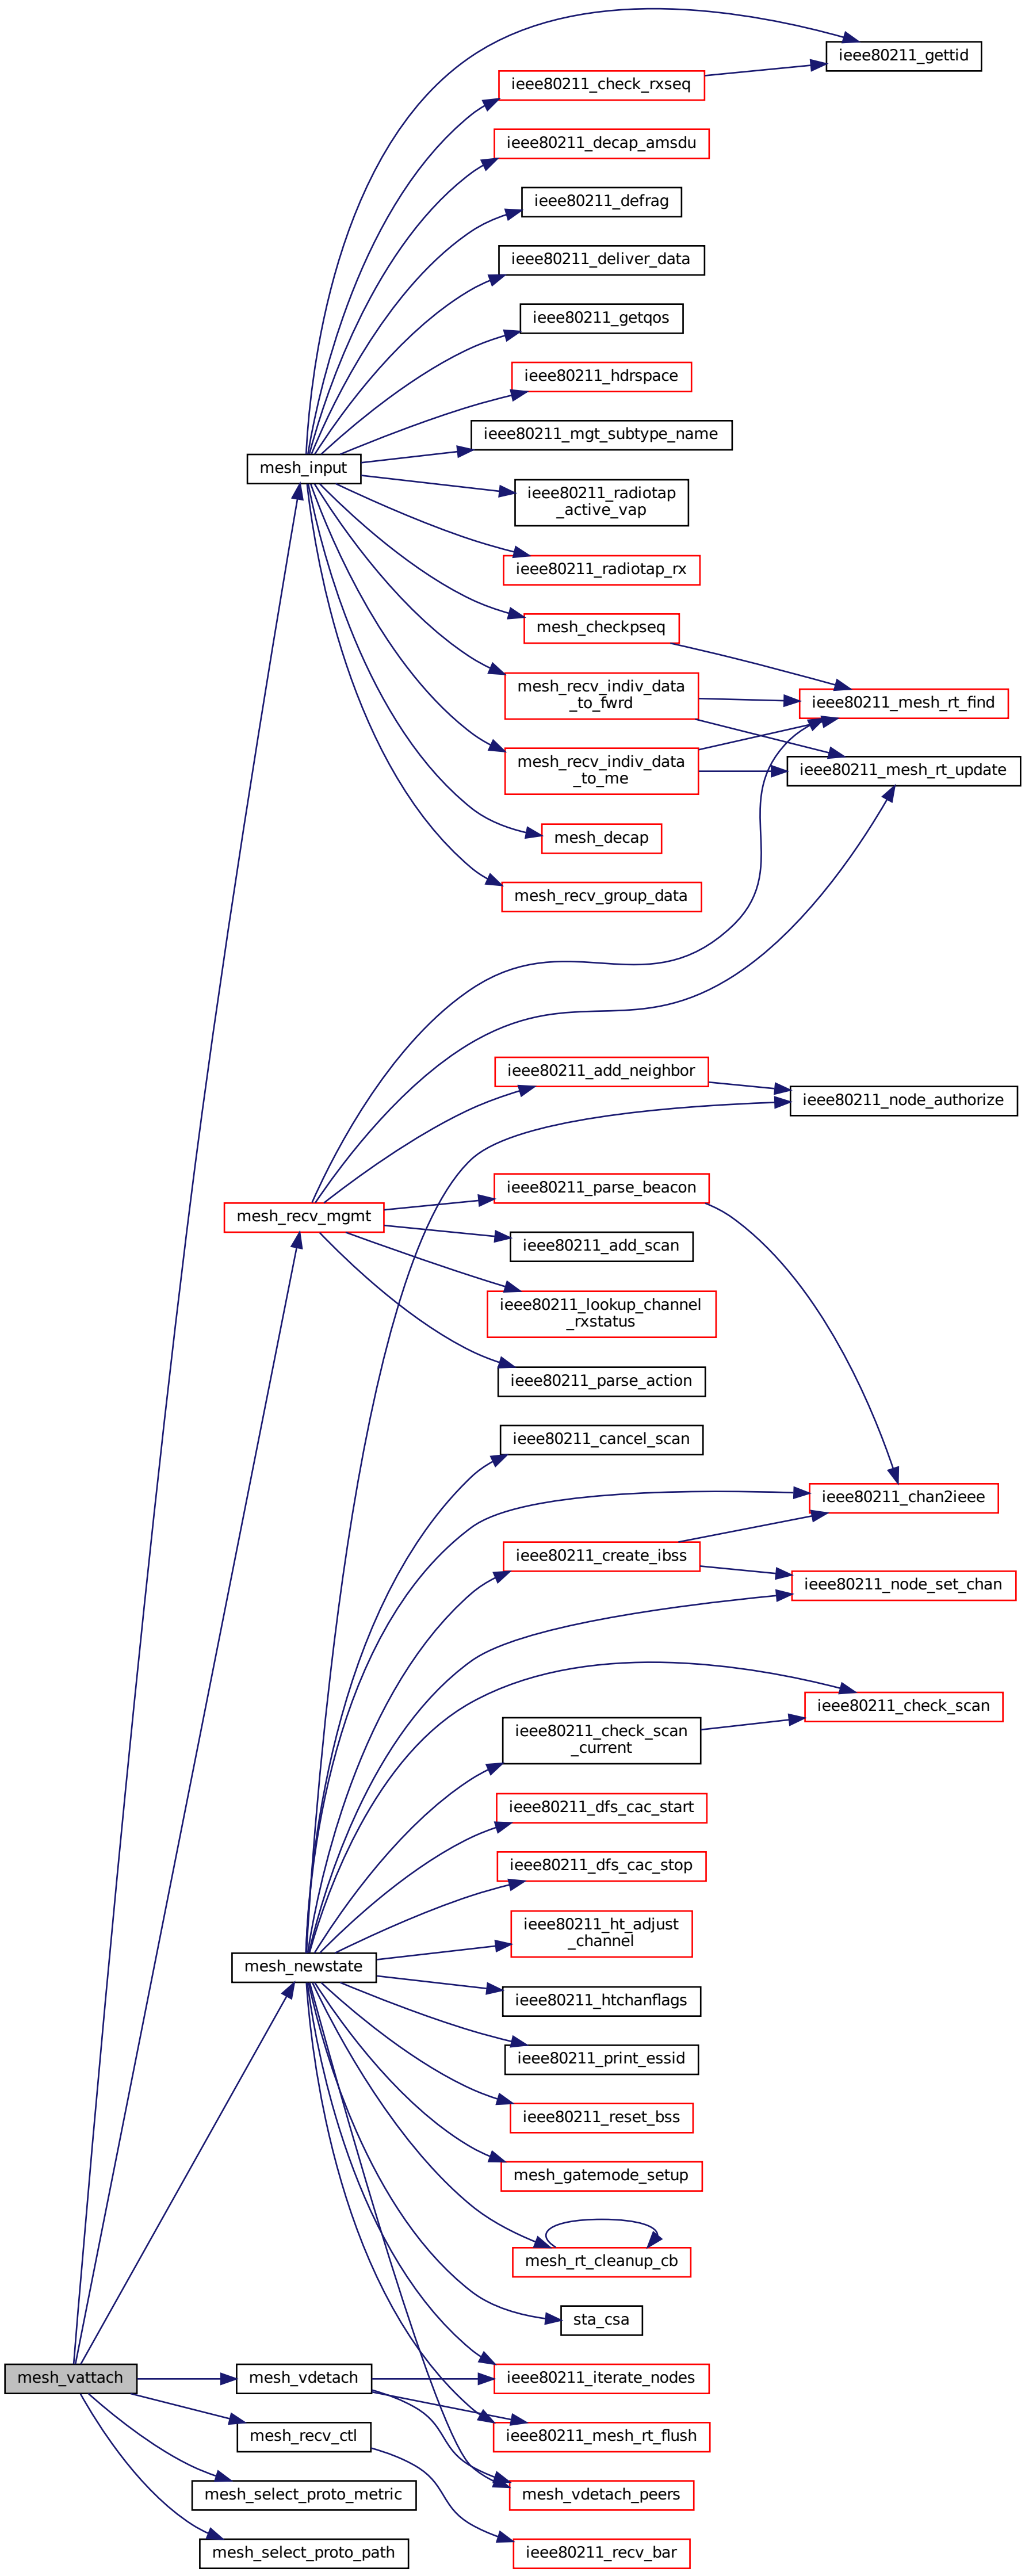 ieee80211_gettid
ieee80211_check_rxseq
ieee80211_decap_amsdu
ieee80211_defrag
ieee80211_deliver_data
ieee80211_getqos
ieee80211_hdrspace
ieee80211_mgt_subtype_name
mesh_input
ieee80211_radiotap
_active_vap
ieee80211_radiotap_rx
mesh_checkpseq
mesh_recv_indiv_data
_to_fwrd
ieee80211_mesh_rt_find
mesh_recv_indiv_data
_to_me
ieee80211_mesh_rt_update
mesh_decap
mesh_recv_group_data
ieee80211_add_neighbor
ieee80211_node_authorize
ieee80211_parse_beacon
mesh_recv_mgmt
ieee80211_add_scan
ieee80211_lookup_channel
_rxstatus
ieee80211_parse_action
ieee80211_cancel_scan
ieee80211_chan2ieee
ieee80211_create_ibss
ieee80211_node_set_chan
ieee80211_check_scan
ieee80211_check_scan
_current
ieee80211_dfs_cac_start
ieee80211_dfs_cac_stop
ieee80211_ht_adjust
_channel
mesh_newstate
ieee80211_htchanflags
ieee80211_print_essid
ieee80211_reset_bss
mesh_gatemode_setup
mesh_rt_cleanup_cb
sta_csa
mesh_vattach
mesh_vdetach
ieee80211_iterate_nodes
mesh_recv_ctl
ieee80211_mesh_rt_flush
mesh_select_proto_metric
mesh_vdetach_peers
mesh_select_proto_path
ieee80211_recv_bar